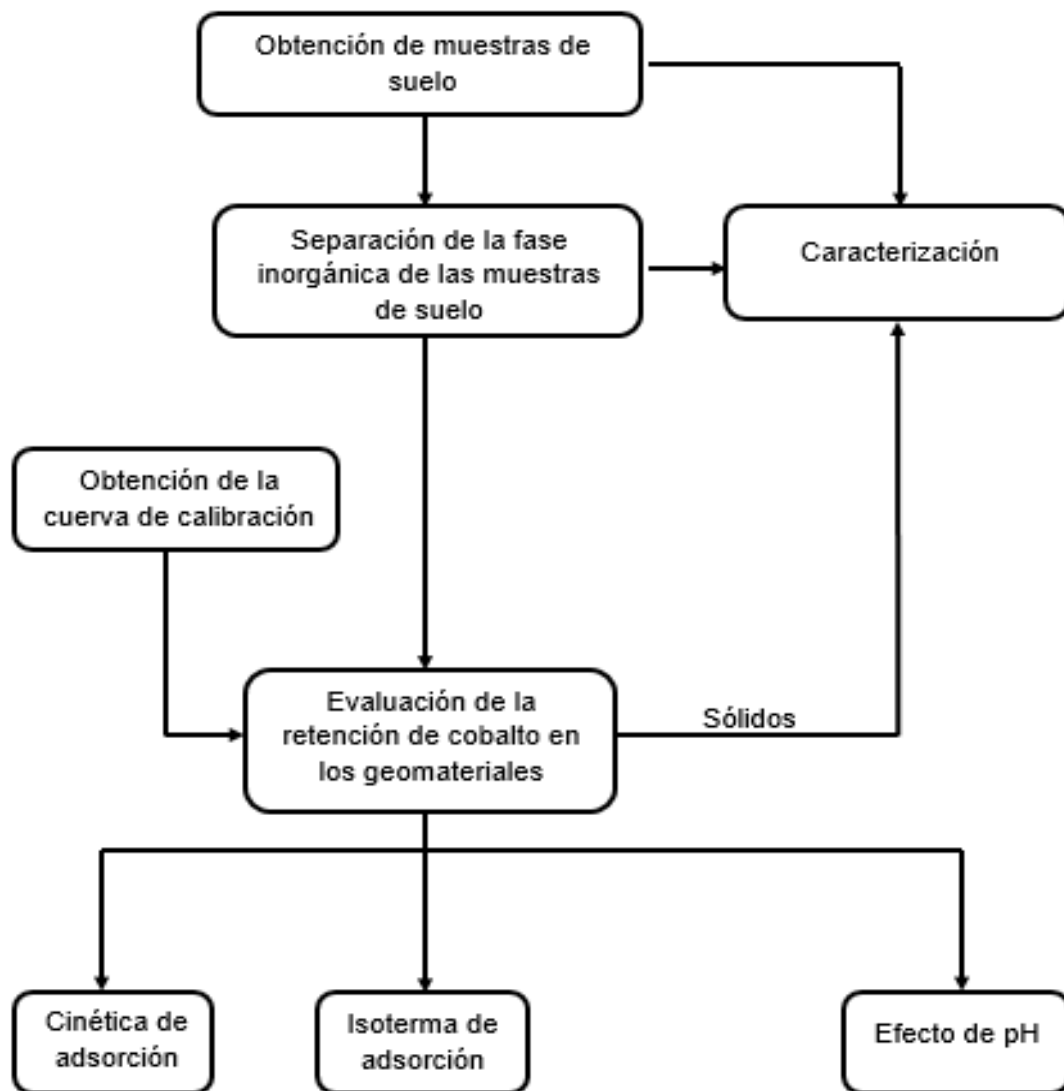 Obtención de muestras de
suelo
Separación de la fase
inorgánica de las muestras
de suelo
Caracterización
Obtención de la
cuerva de calibración
Evaluación de la
retención de cobalto en
los geomateriales
Sólidos
Cinética de
adsorción
Isoterma de
adsorción
Efecto de pH